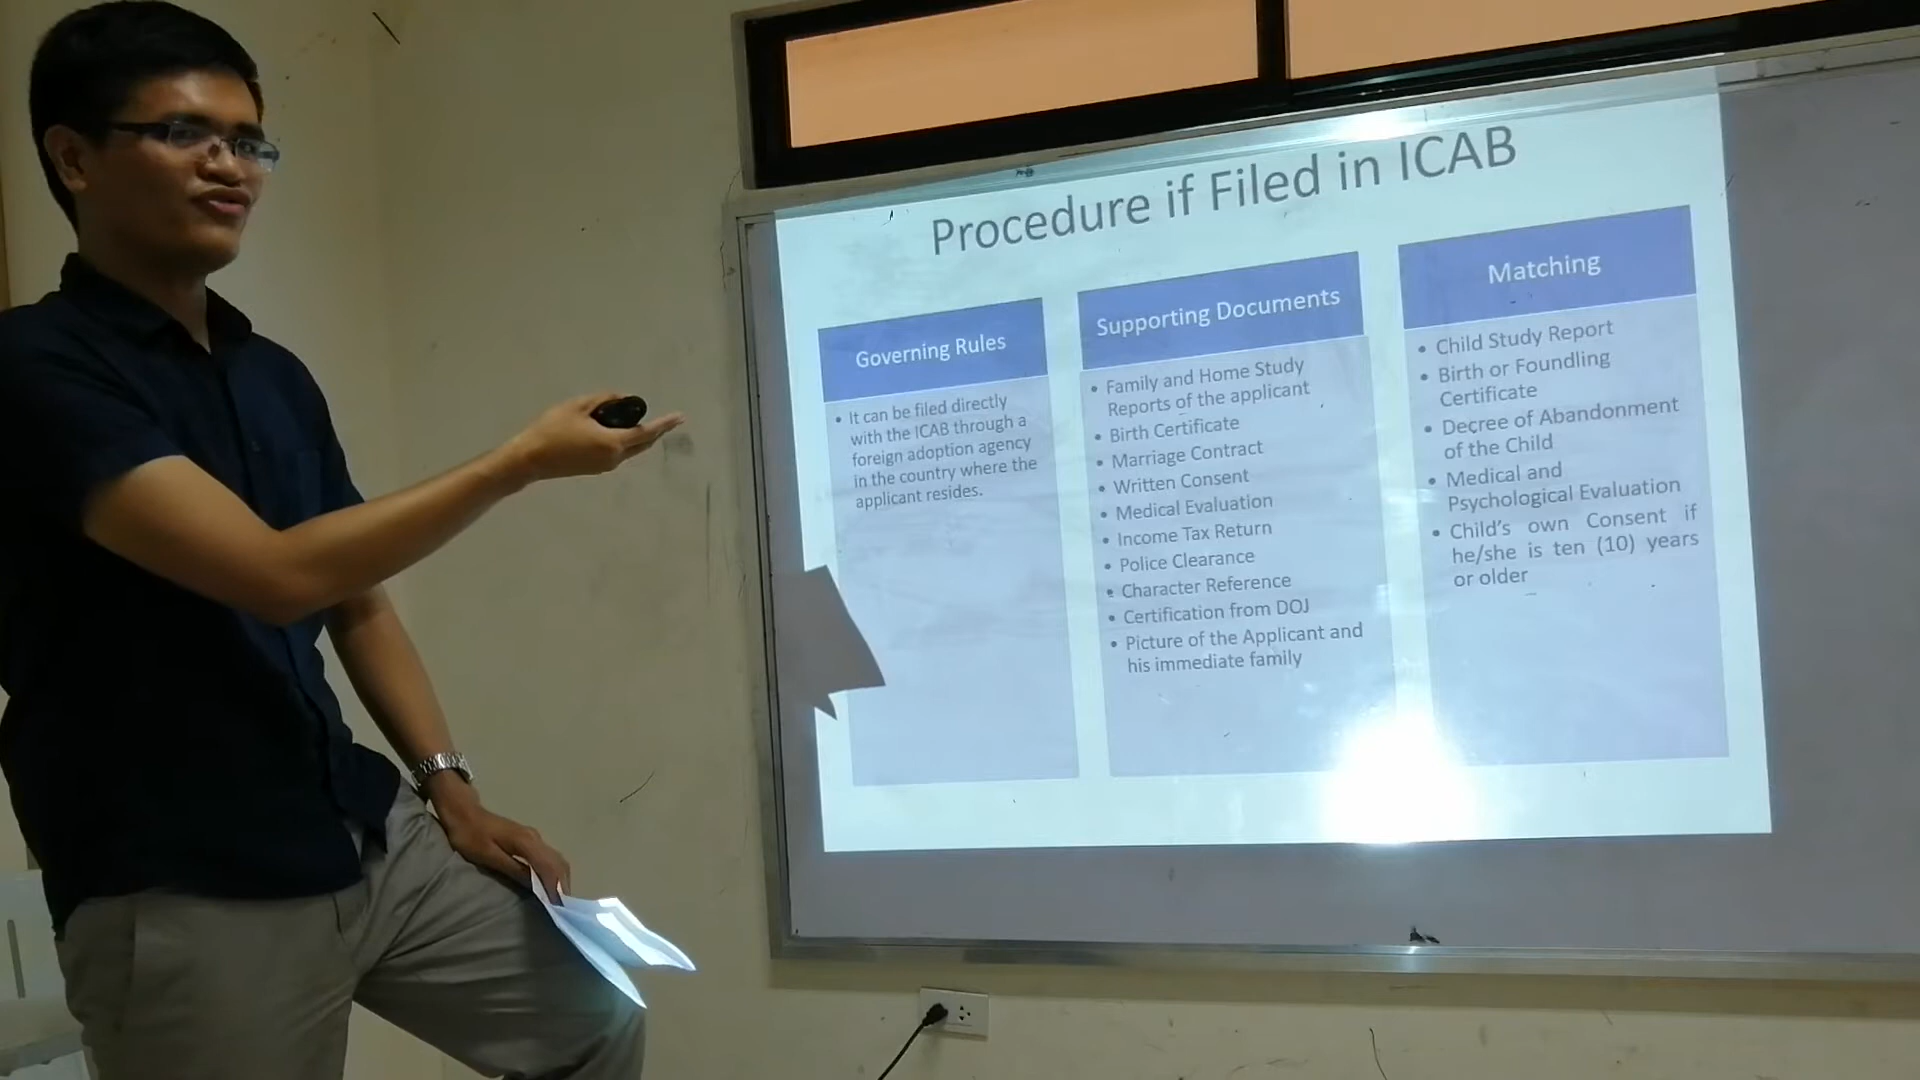 Procedure if Filed in ICAB
Governing Rules
• It can be filed directly
with the ICAB through a
foreign adoption agency
in the country where the
applicant resides.
Supporting Documents
• Family and Home Study
Reports of the applicant
• Birth Certificate
• Marriage Contract
• Written Consent
• Medical Evaluation
• Income Tax Return
• Police Clearance
• Character Reference
• Certification from DOJ
• Picture of the Applicant and
his immediate family
Matching
• Child Study Report
• Birth or Foundling
Certificate
• Decree of Abandonment
of the Child
• Medical and
Psychological Evaluation
• Child's own Consent if
he/she is ten (10) years
or older